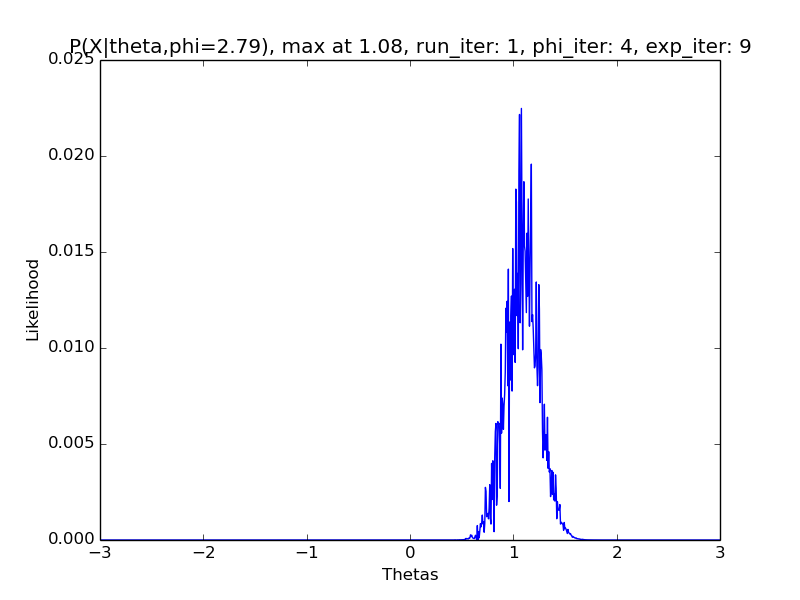 P(X|theta,phi=2.79), max at 1.08, run_iter: 1, phi_iter: 4, exp_iter: 9
0.025
0.020
0.015
0.010
0.005
0.000
Likelihood
−3 −2 −1 0 1 2 3
Thetas